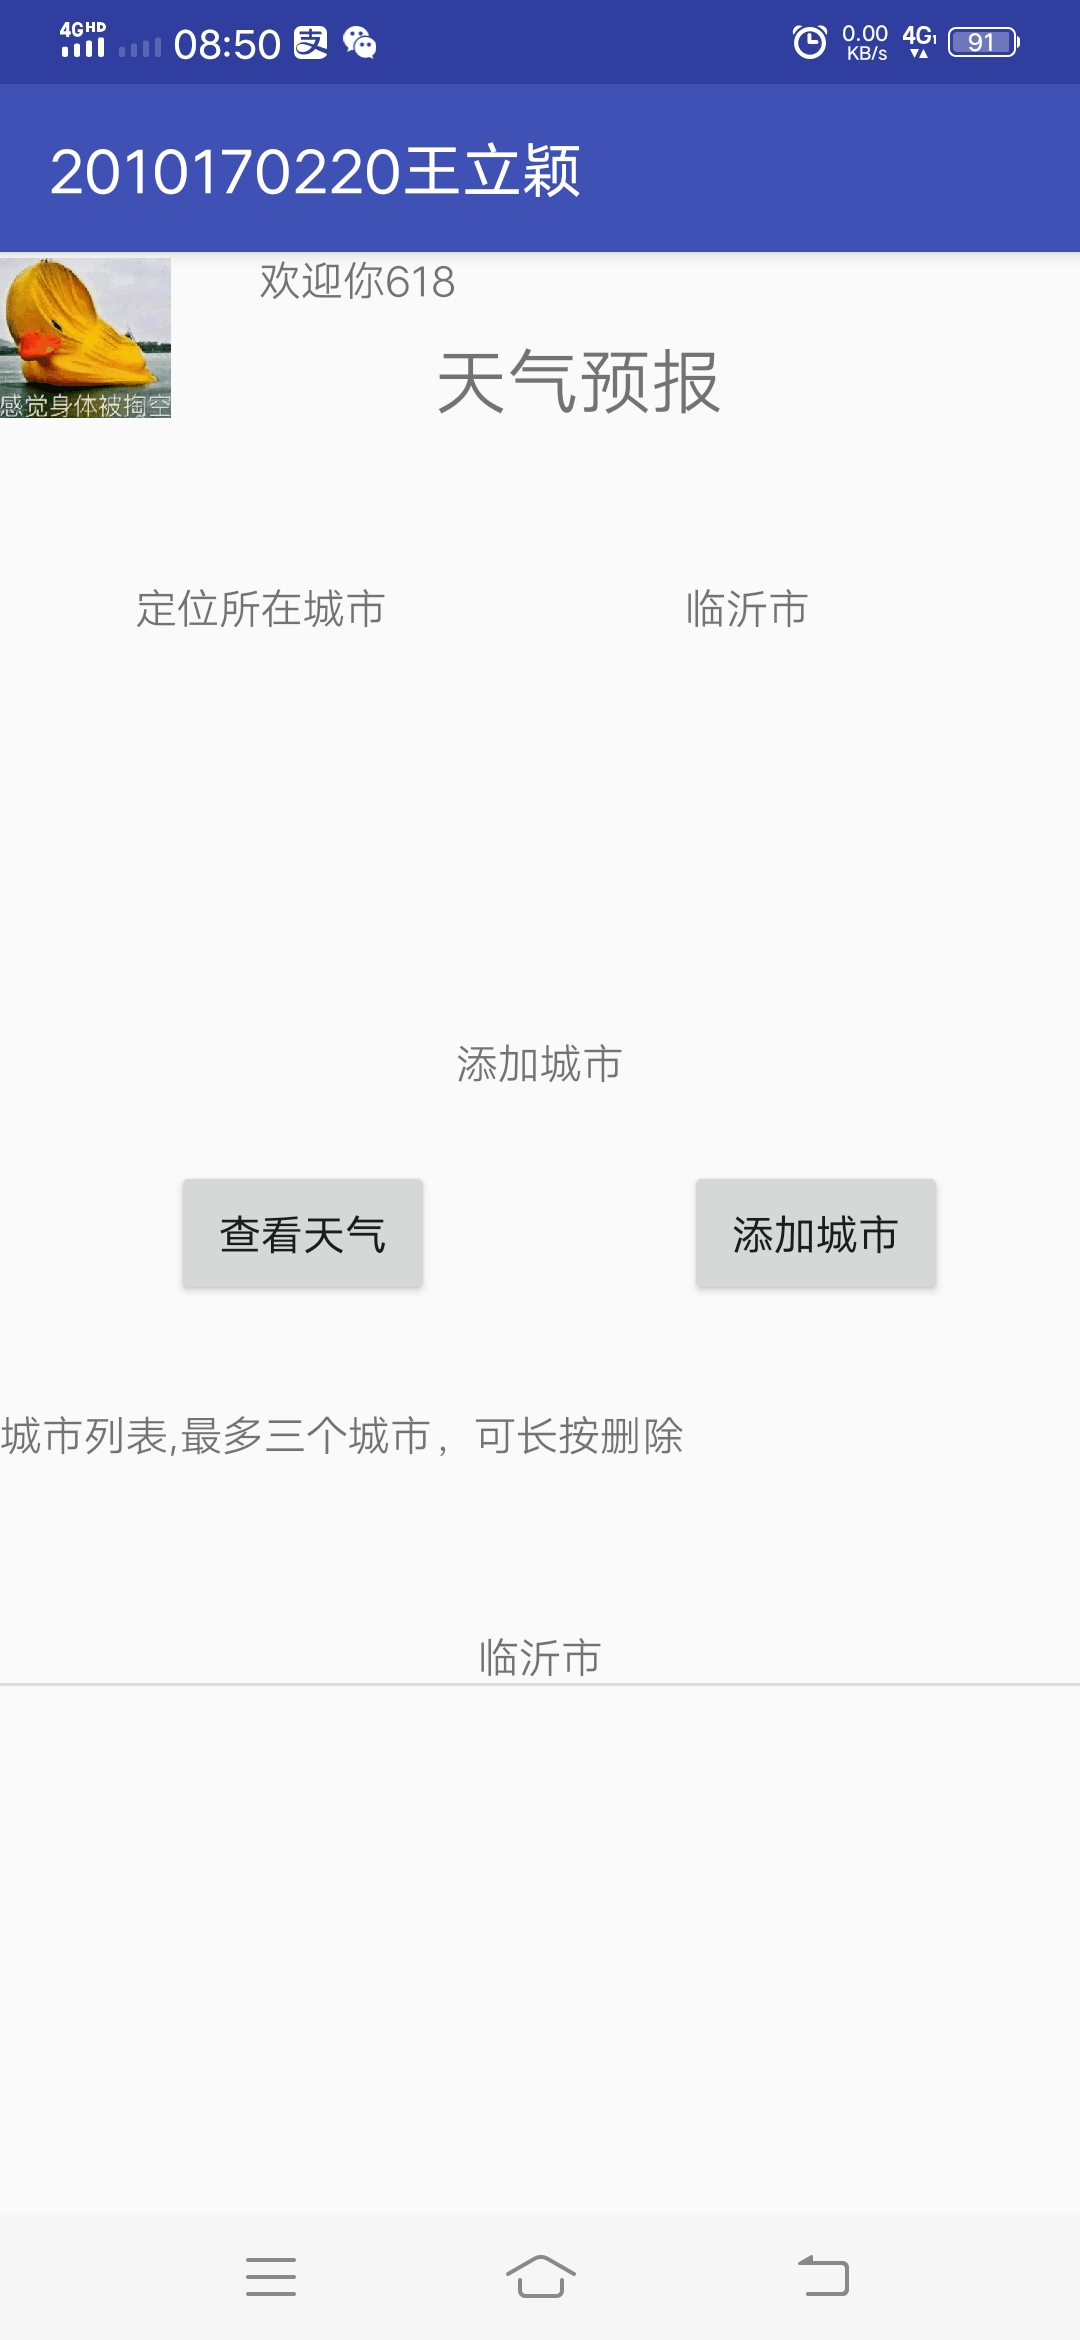 4GHD 08:50 支 0.00 KB/s 4G1 91
2010170220王立颖
欢迎你618
天气预报
感觉身体被掏空
定位所在城市 临沂市
添加城市
查看天气 添加城市
城市列表,最多三个城市，可长按删除
临沂市